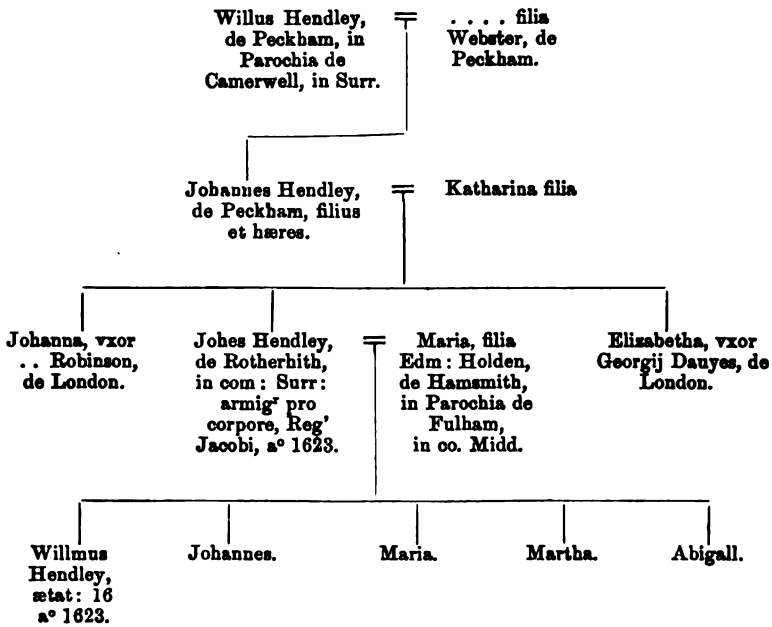 Willus Hendley,
de Peckham, in
Parochia de
Camerwell, in Surr.
. . . . filia
Webster, de
Peckham.
Johannes Hendley,
de Peckham, filius
et hæres.
Katharina filia
Johanna, vxor
. . Robinson,
de London.
Johes Hendley,
de Rotherhith,
in com : Surr :
armigʳ pro
corpore, Reg’
Jacobi, aº 1623.
Maria, filia
Edm : Holden,
de Hamsmith,
in Parochia de
Fulham,
in co. Midd.
Elizabetha, vxor
Georgij Dauyes, de
London.
Willmus
Hendley,
ætat : 16
aº 1623.
Johannes.
Maria.
Martha.
Abigall.